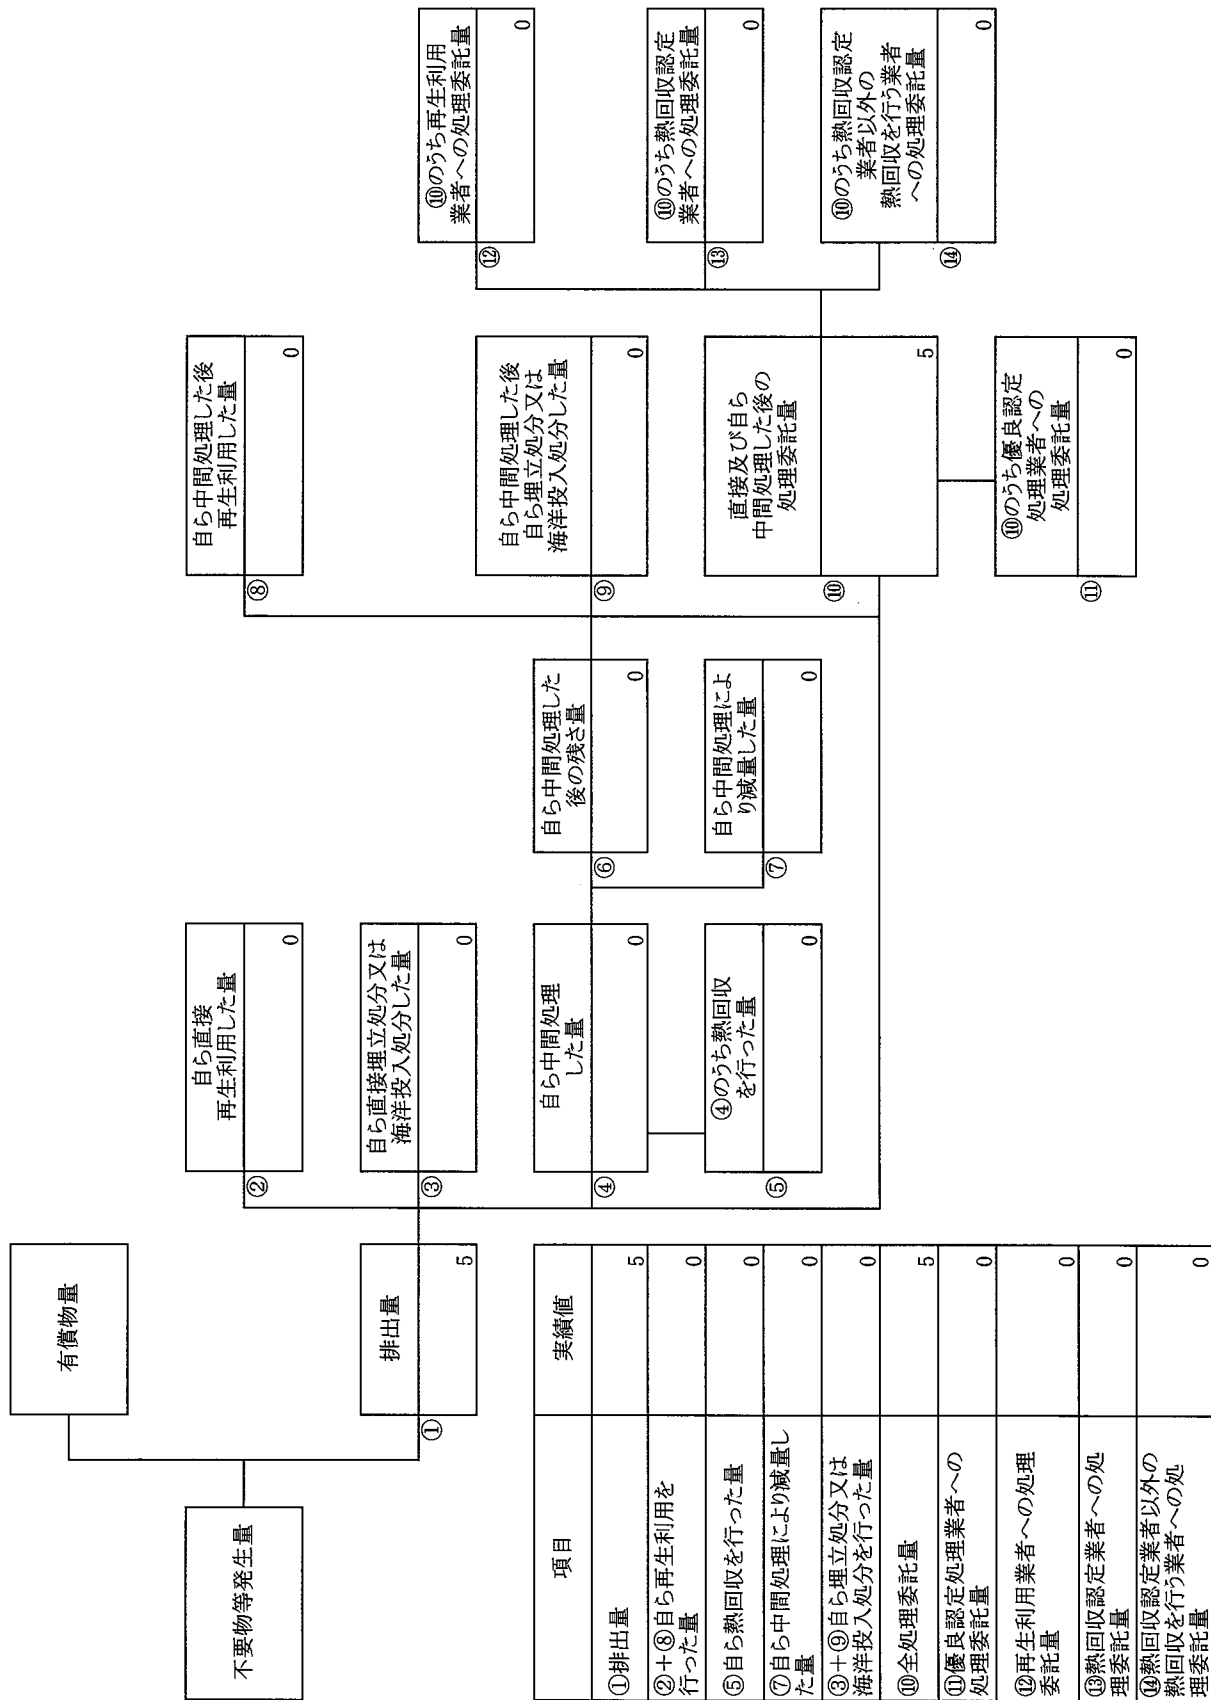 有償物量
不要物等発生量
排出量
①
5
自ら直接
再生利用した量
②
0
自ら直接埋立処分又は
海洋投入処分した量
③
0
自ら中間処理
した量
④
0
④のうち熱回収
を行った量
⑤
0
自ら中間処理した
後の残さ量
⑥
0
自ら中間処理によ
り減量した量
⑦
0
自ら中間処理した後
再生利用した量
⑧
0
自ら中間処理した後
自ら埋立処分又は
海洋投入処分した量
⑨
0
直接及び自ら
中間処理した後の
処理委託量
⑩
5
⑩のうち優良認定
処理業者への
処理委託量
⑪
0
⑩のうち再生利用
業者への処理委託量
⑫
0
⑩のうち熱回収認定
業者への処理委託量
⑬
0
⑩のうち熱回収認定
業者以外の
熱回収を行う業者
への処理委託量
⑭
0
項目 実績値
①排出量 5
②+⑧自ら再生利用を
行った量 0
⑤自ら熱回収を行った量 0
⑦自ら中間処理により減量し
た量 0
③+⑨自ら埋立処分又は
海洋投入処分を行った量 0
⑩全処理委託量 5
⑪優良認定処理業者への
処理委託量 0
⑫再生利用業者への処理
委託量 0
⑬熱回収認定業者への処
理委託量 0
⑭熱回収認定業者以外の
熱回収を行う業者への処
理委託量 0